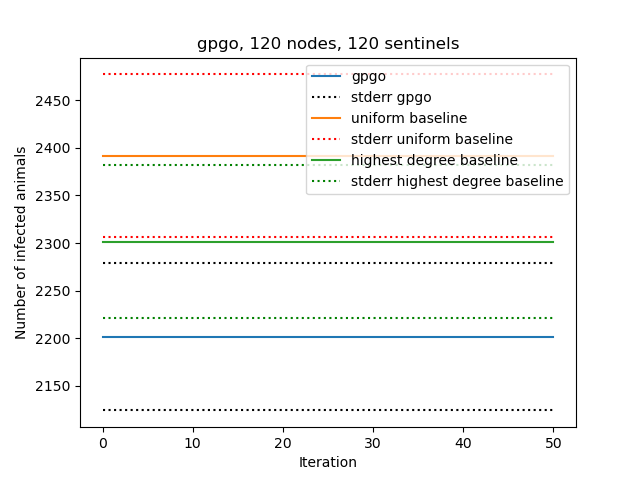 gpgo, 120 nodes, 120 sentinels
gpgo
stderr gpgo
uniform baseline
stderr uniform baseline
highest degree baseline
stderr highest degree baseline
Number of infected animals
2450
2400
2350
2300
2250
2200
2150
0 10 20 30 40 50
Iteration